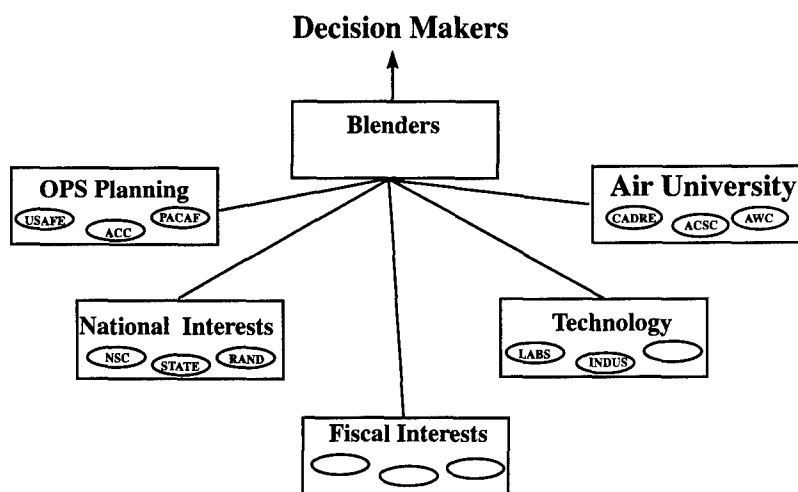 Decision Makers
Blenders
OPS Planning
USAFE
ACC
PACAF
Air University
CADRE
ACSC
AWC
National Interests
NSC
STATE
RAND
Technology
LABS
INDUS
Fiscal Interests